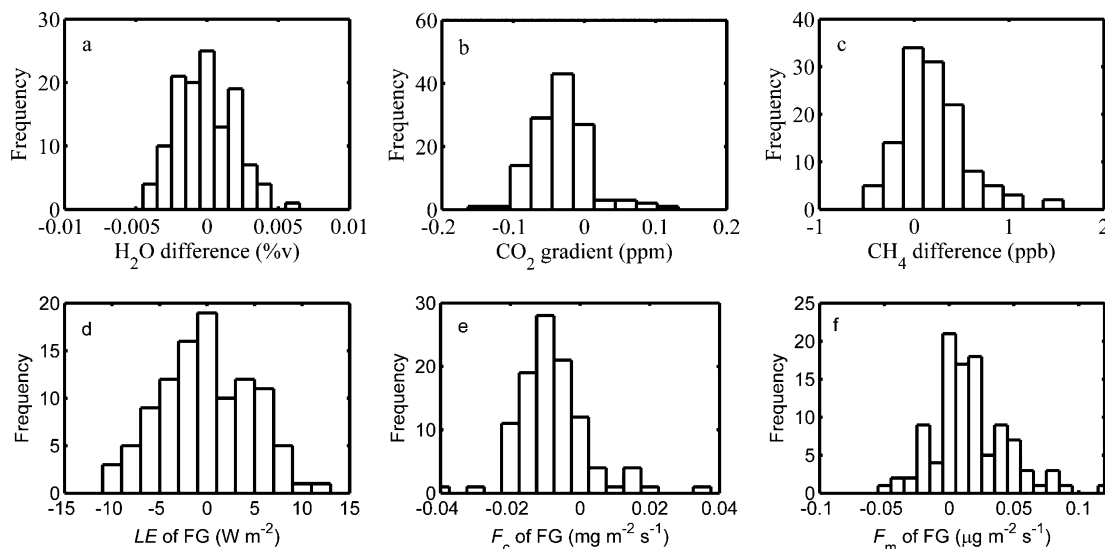 a
Frequency
30
20
10
0
-0.01 -0.005 0 0.005 0.01
H₂O difference (%v)
b
Frequency
60
40
20
0
-0.2 -0.1 0 0.1 0.2
CO₂ gradient (ppm)
c
Frequency
40
30
20
10
0
-1 0 1 2
CH₄ difference (ppb)
d
Frequency
20
15
10
5
0
-15 -10 -5 0 5 10 15
LE of FG (W m⁻²)
e
Frequency
30
20
10
0
-0.04 -0.02 0 0.02 0.04
F_c of FG (mg m⁻² s⁻¹)
f
Frequency
25
20
15
10
5
0
-0.1 -0.05 0 0.05 0.1
F_m of FG (µg m⁻² s⁻¹)